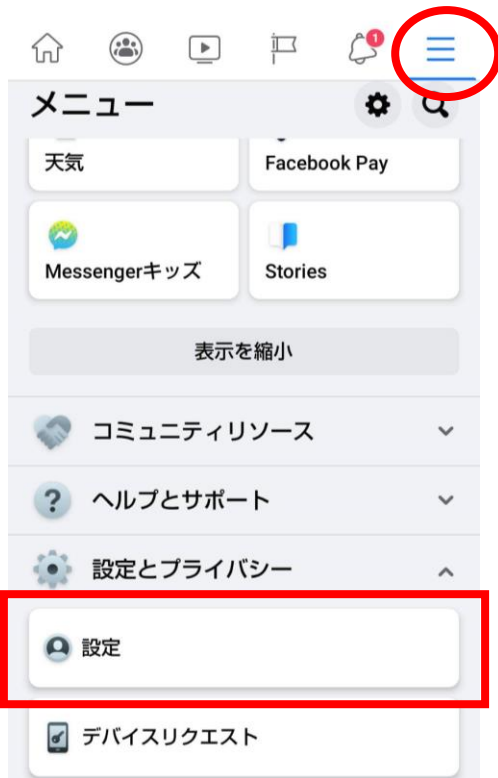 1
メニュー
天気
Facebook Pay
Messengerキッズ
Stories
表示を縮小
コミュニティリソース
ヘルプとサポート
設定とプライバシー
設定
デバイスリクエスト